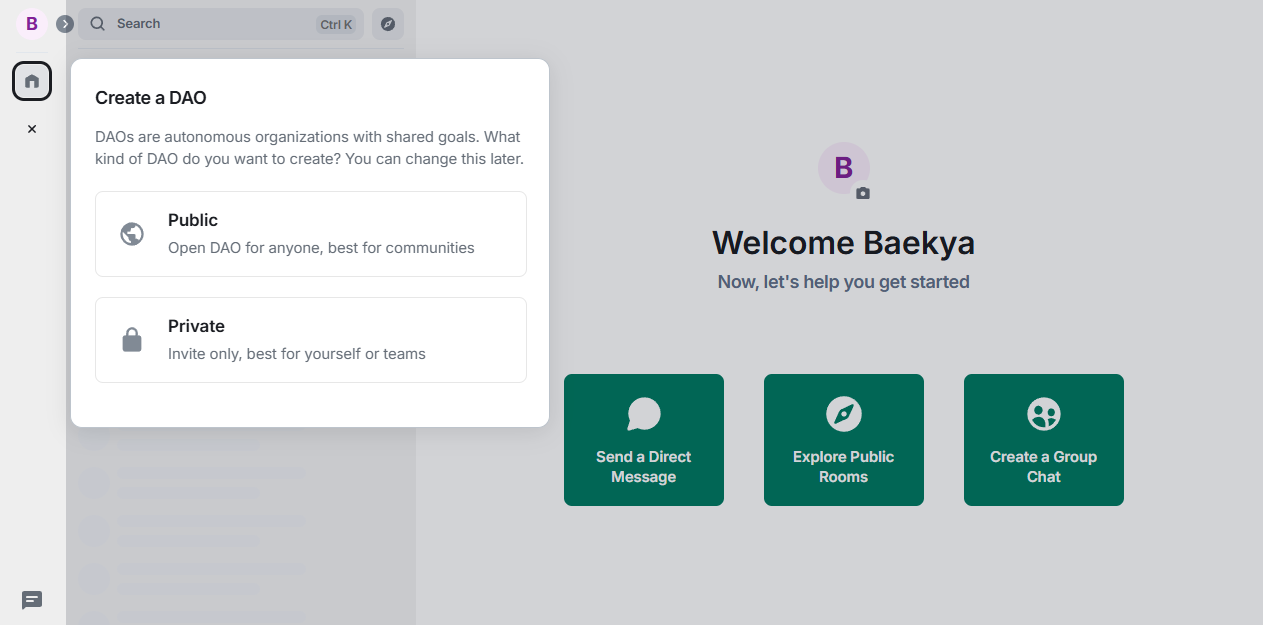 B
Search
Ctrl K
Create a DAO
DAOs are autonomous organizations with shared goals. What
kind of DAO do you want to create? You can change this later.
Public
Open DAO for anyone, best for communities
Private
Invite only, best for yourself or teams
B
Welcome Baekya
Now, let's help you get started
Send a Direct
Message
Explore Public
Rooms
Create a Group
Chat